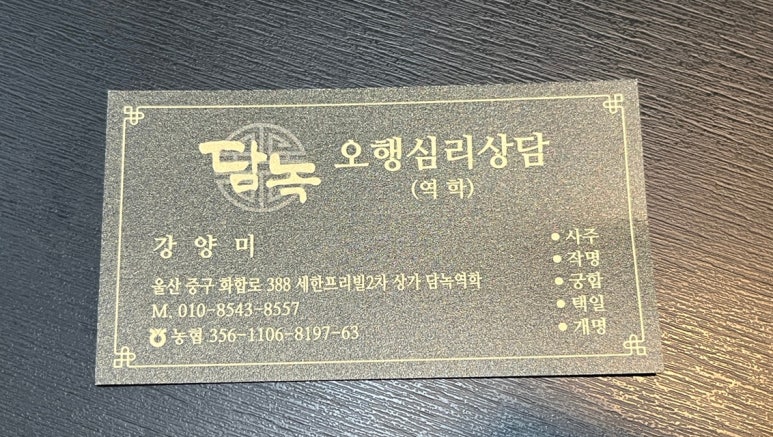 담녹 오행심리상담
(역 학)
강 양 미
울산 중구 화합로 388 세한프리빌2차 상가 담녹역학
M. 010-8543-8557
농협 356-1106-8197-63
● 사주
● 작명
● 궁합
● 택일
● 개명